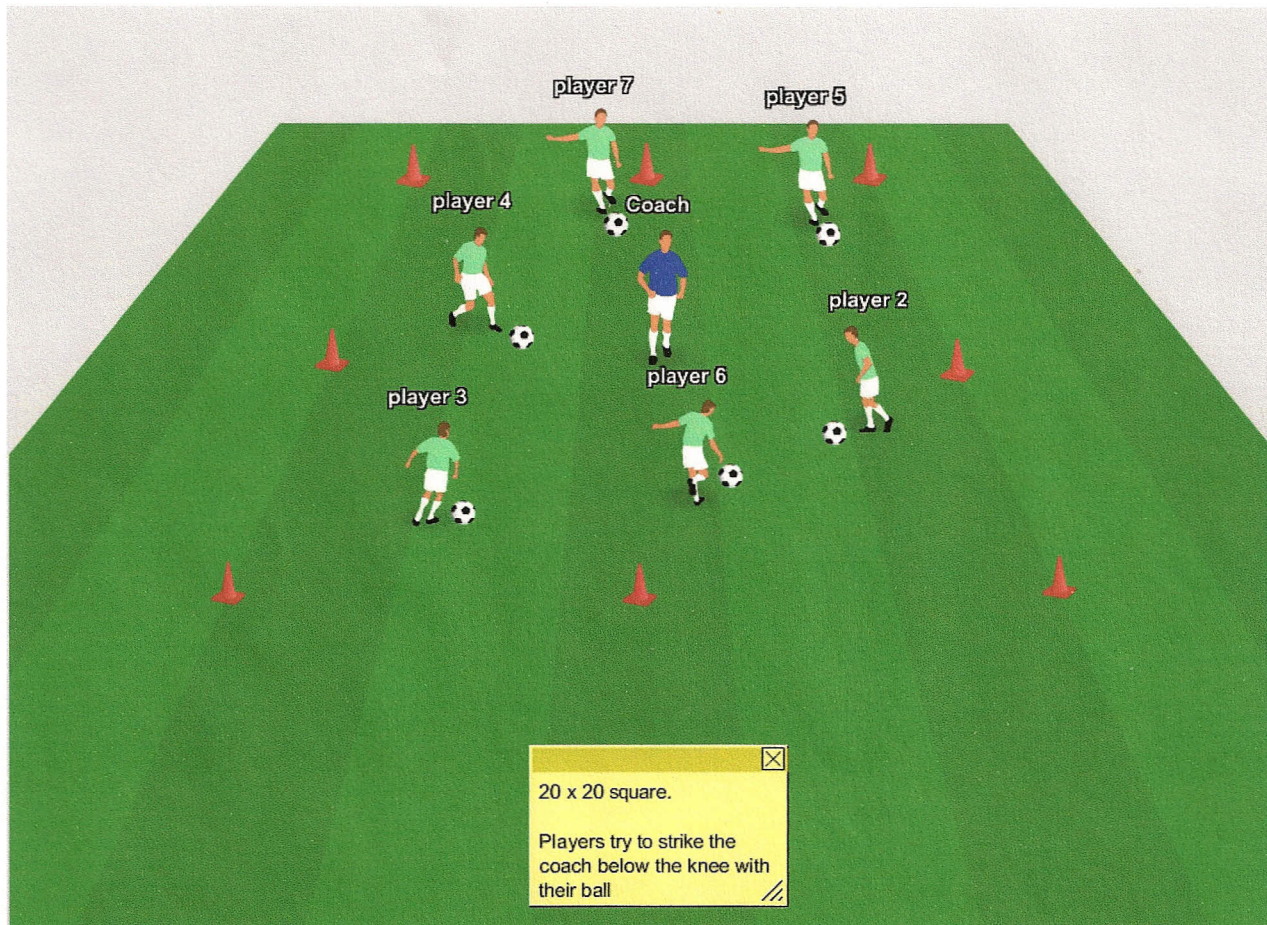 player 7
player 5
player 4
Coach
player 2
player 6
player 3
20 x 20 square.
Players try to strike the
coach below the knee with
their ball